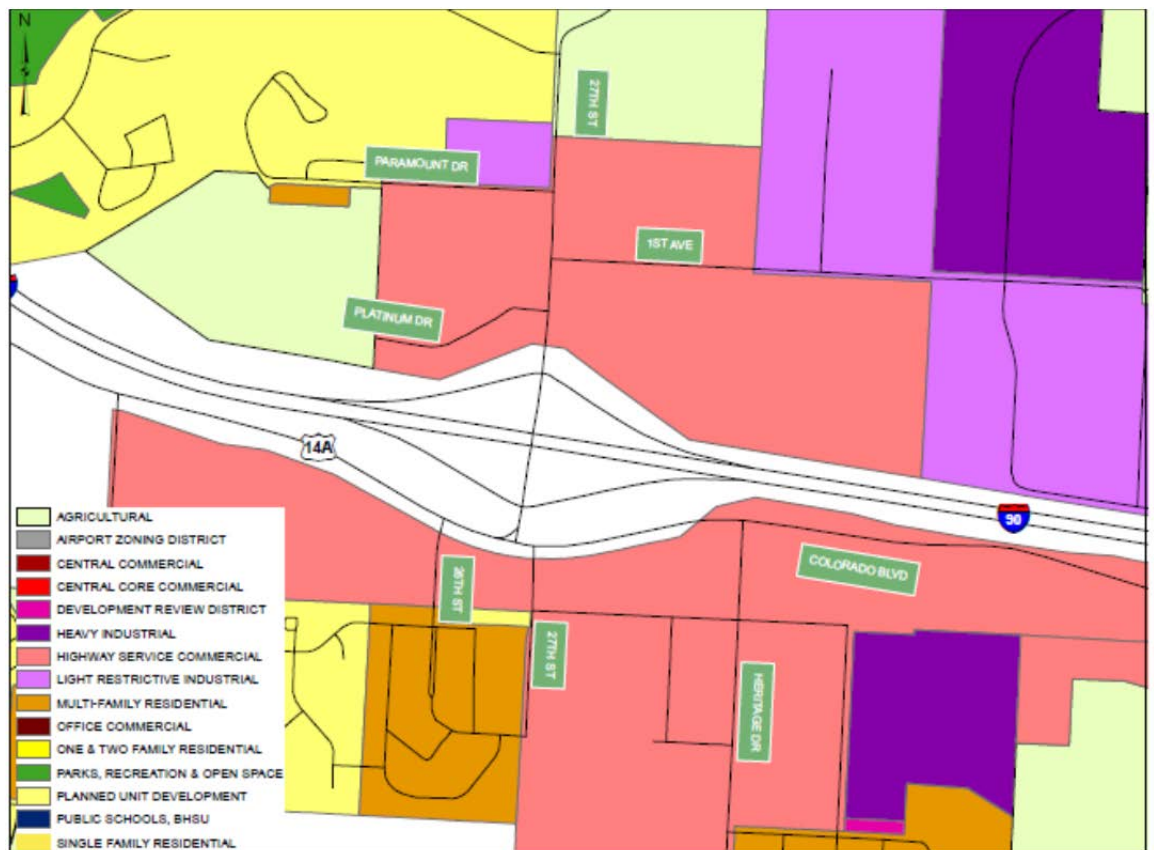 N
27TH ST
PARAMOUNT DR
1ST AVE
PLATINUM DR
14A
90
COLORADO BLVD
26TH ST
27TH ST
HERITAGE DR
AGRICULTURAL
AIRPORT ZONING DISTRICT
CENTRAL COMMERCIAL
CENTRAL CORE COMMERCIAL
DEVELOPMENT REVIEW DISTRICT
HEAVY INDUSTRIAL
HIGHWAY SERVICE COMMERCIAL
LIGHT RESTRICTIVE INDUSTRIAL
MULTI-FAMILY RESIDENTIAL
OFFICE COMMERCIAL
ONE & TWO FAMILY RESIDENTIAL
PARKS, RECREATION & OPEN SPACE
PLANNED UNIT DEVELOPMENT
PUBLIC SCHOOLS, BHSU
SINGLE FAMILY RESIDENTIAL